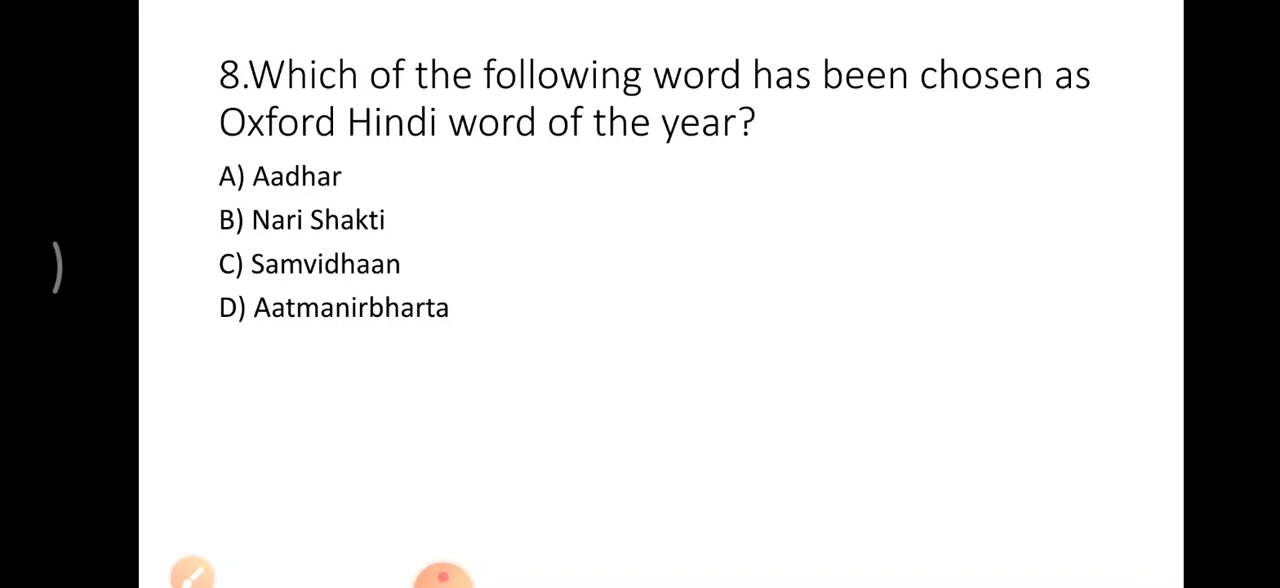 8.Which of the following word has been chosen as
Oxford Hindi word of the year?
A) Aadhar
B) Nari Shakti
C) Samvidhaan
D) Aatmanirbharta